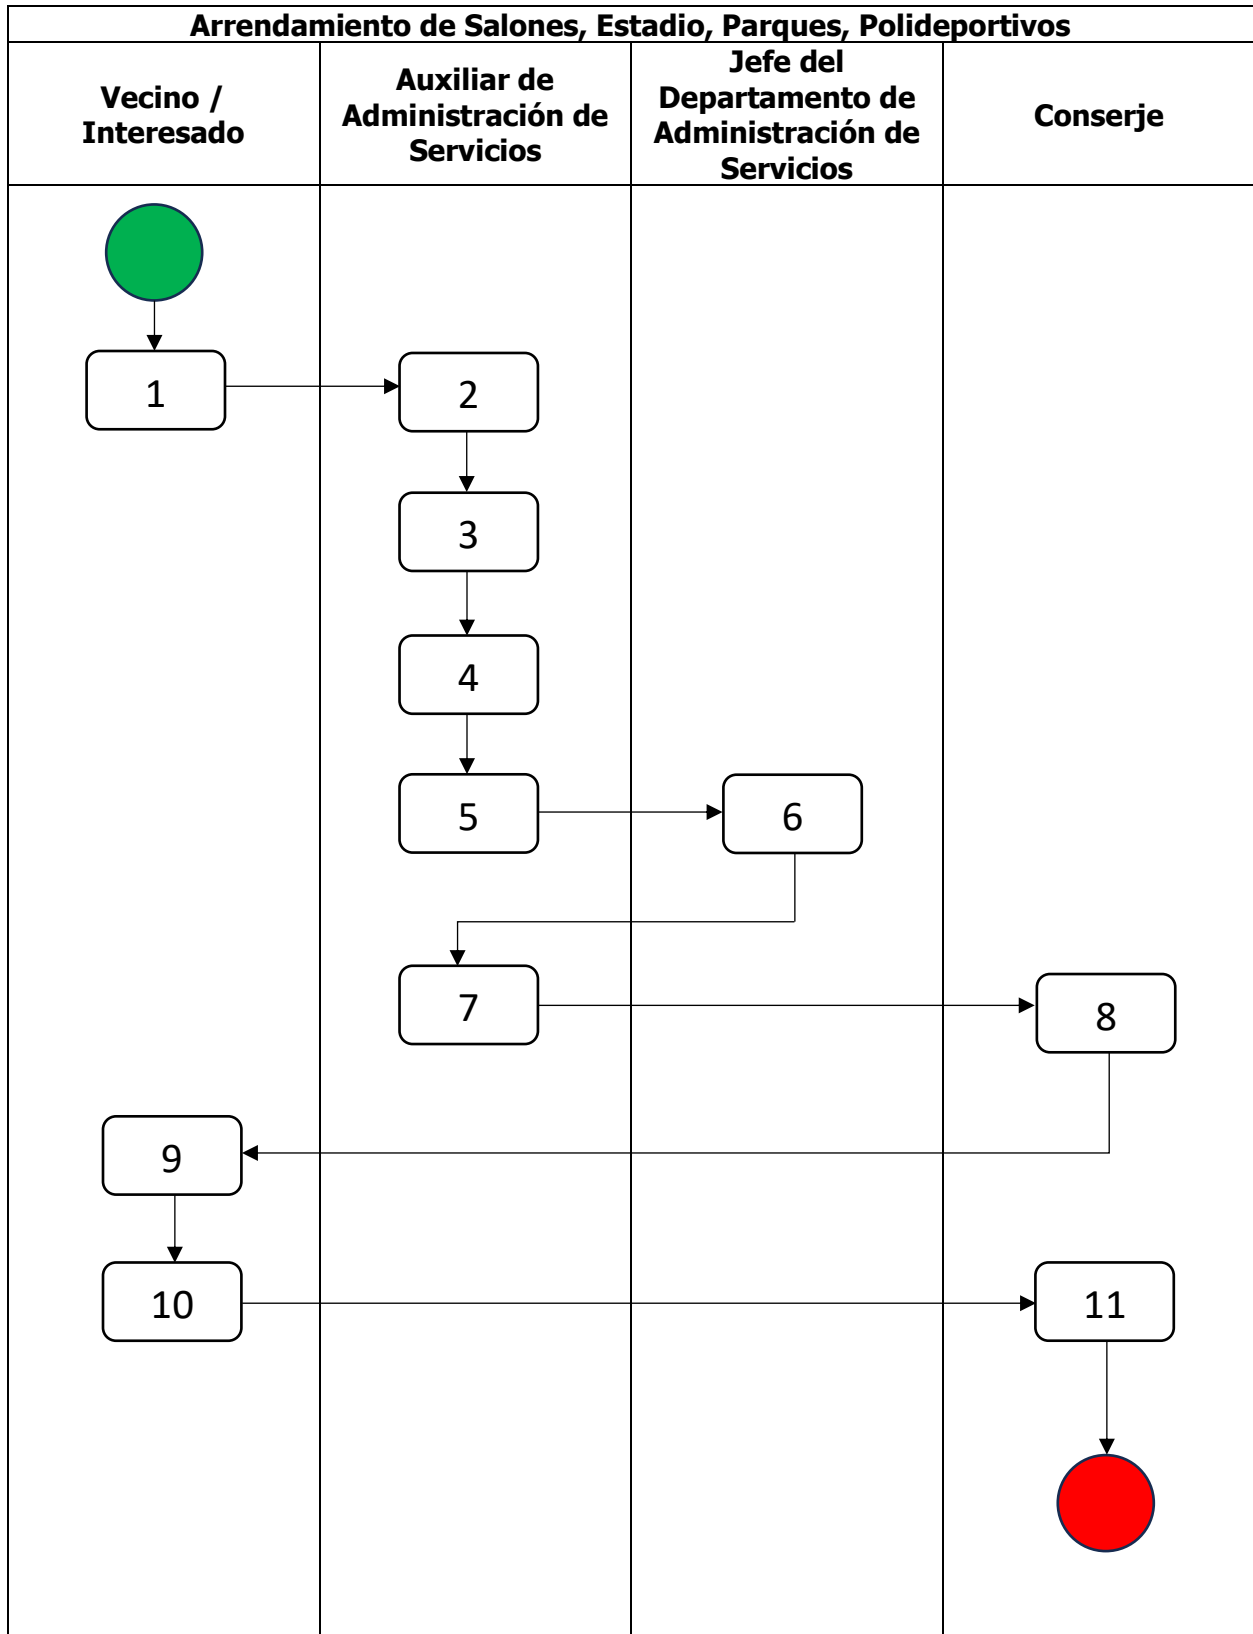 Arrendamiento de Salones, Estadio, Parques, Polideportivos
Vecino /
Interesado
Auxiliar de
Administración de
Servicios
Jefe del
Departamento de
Administración de
Servicios
Conserje
1
2
3
4
5
6
7
8
9
10
11